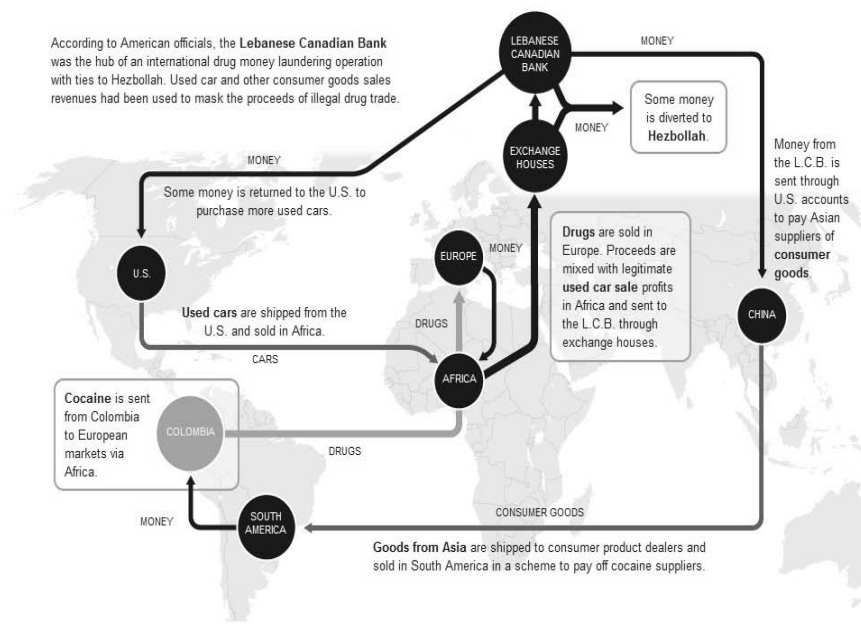 According to American officials, the Lebanese Canadian Bank
was the hub of an international drug money laundering operation
with ties to Hezbollah. Used car and other consumer goods sales
revenues had been used to mask the proceeds of illegal drug trade.
LEBANESE
CANADIAN
BANK
MONEY
Some money
is diverted to
Hezbollah.
MONEY
EXCHANGE
HOUSES
Money from
the L.C.B. is
sent through
U.S. accounts
to pay Asian
suppliers of
consumer
goods.
MONEY
Some money is returned to the U.S. to
purchase more used cars.
U.S.
EUROPE
MONEY
Drugs are sold in
Europe. Proceeds are
mixed with legitimate
used car sale profits
in Africa and sent to
the L.C.B. through
exchange houses.
CHINA
Used cars are shipped from the
U.S. and sold in Africa.
DRUGS
CARS
AFRICA
Cocaine is sent
from Colombia
to European
markets via
Africa.
COLOMBIA
DRUGS
MONEY
SOUTH
AMERICA
CONSUMER GOODS
Goods from Asia are shipped to consumer product dealers and
sold in South America in a scheme to pay off cocaine suppliers.